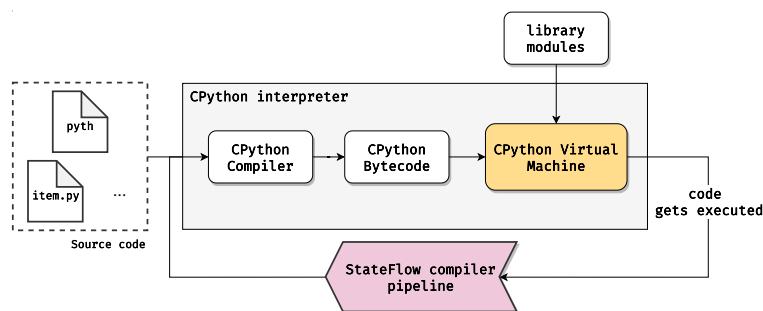 library
modules
CPython interpreter
pyth
CPython
Compiler
CPython
Bytecode
CPython Virtual
Machine
item.py
...
code
gets executed
Source code
StateFlow compiler
pipeline